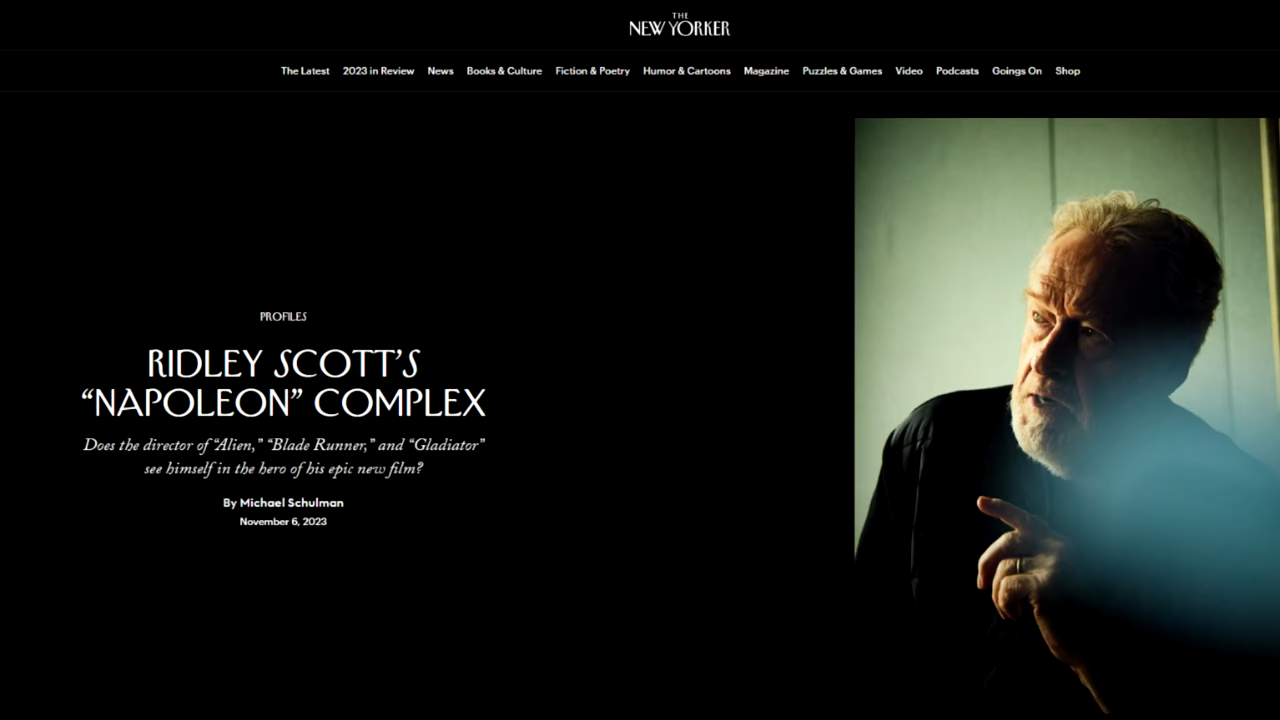 THE
NEW YORKER
The Latest 2023 in Review News Books & Culture Fiction & Poetry Humor & Cartoons Magazine Puzzles & Games Video Podcasts Goings On Shop
PROFILES
RIDLEY SCOTT’S
“NAPOLEON” COMPLEX
Does the director of “Alien,” “Blade Runner,” and “Gladiator”
see himself in the hero of his epic new film?
By Michael Schulman
November 6, 2023